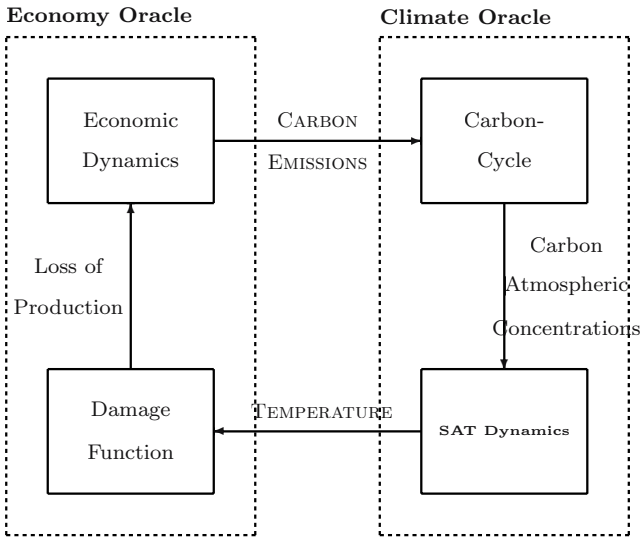 Economy Oracle
Climate Oracle
Economic
Dynamics
CARBON
EMISSIONS
Carbon-
Cycle
Loss of
Production
Carbon
Atmospheric
Concentrations
Damage
Function
TEMPERATURE
SAT Dynamics